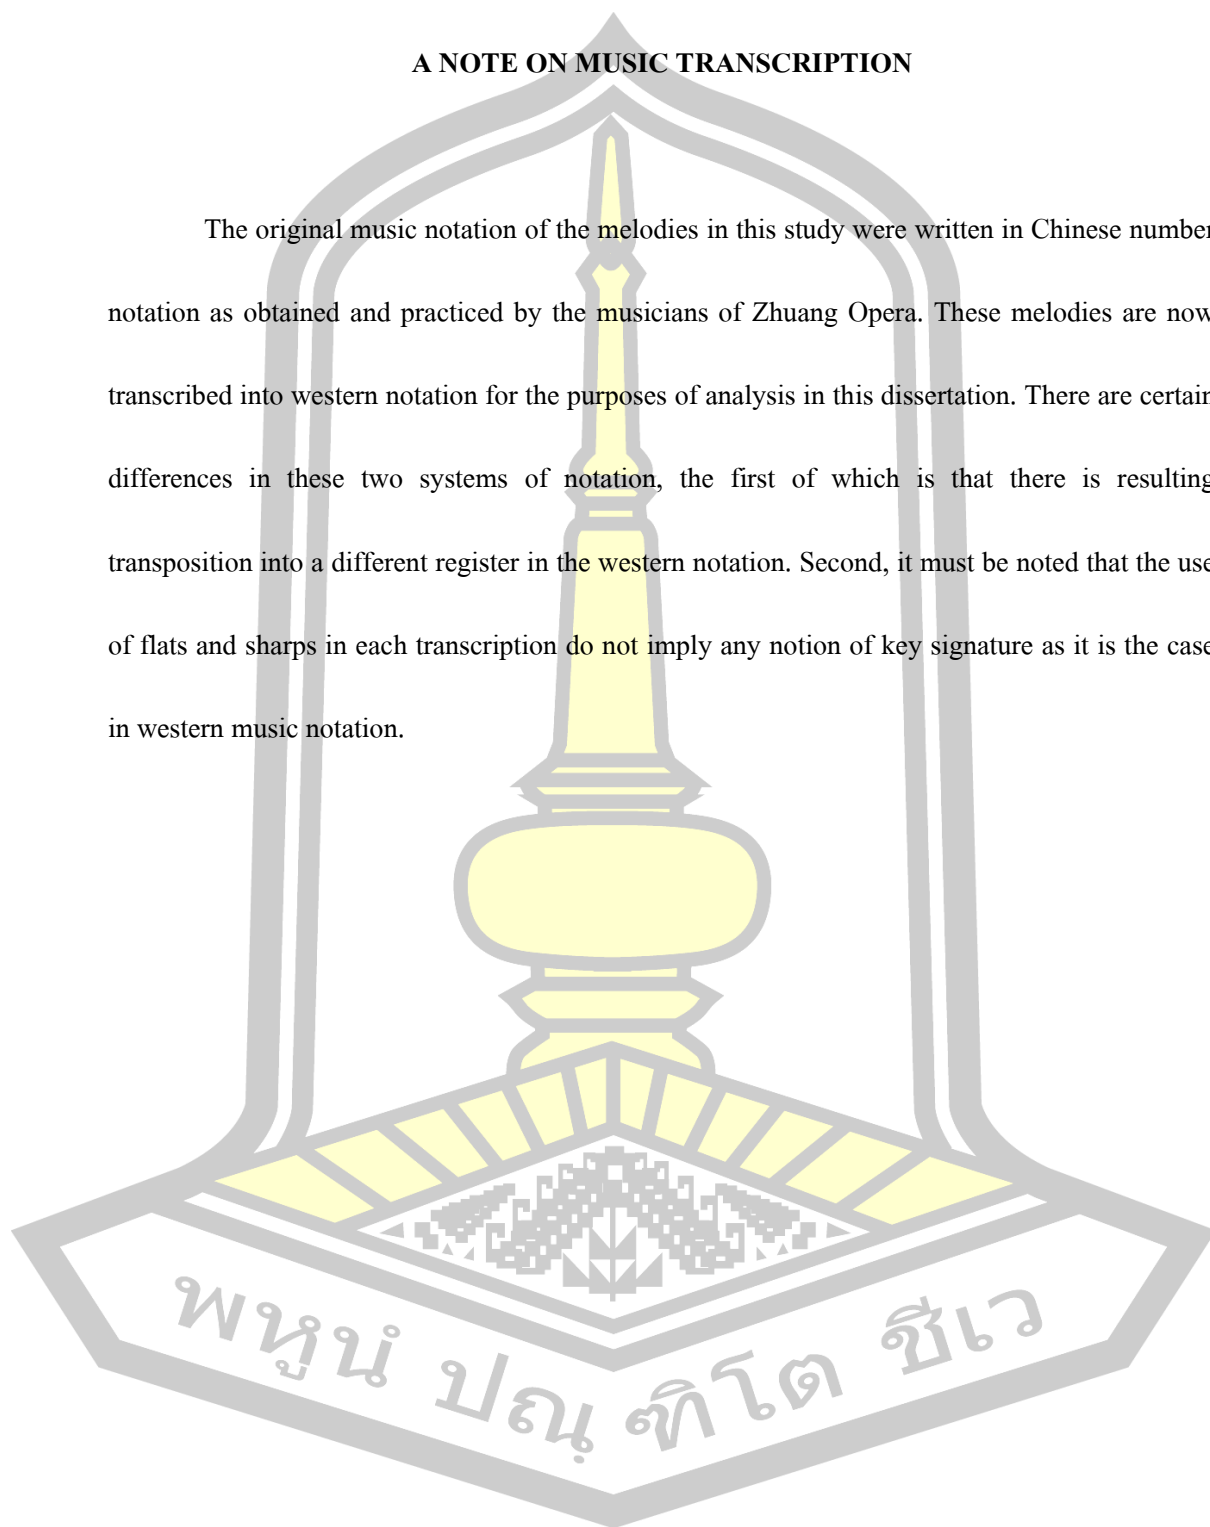 A NOTE ON MUSIC TRANSCRIPTION
The original music notation of the melodies in this study were written in Chinese number
notation as obtained and practiced by the musicians of Zhuang Opera. These melodies are now
transcribed into western notation for the purposes of analysis in this dissertation. There are certain
differences in these two systems of notation, the first of which is that there is resulting
transposition into a different register in the western notation. Second, it must be noted that the use
of flats and sharps in each transcription do not imply any notion of key signature as it is the case
in western music notation.
พหูนํ ปณฺฑิโต ชีเว